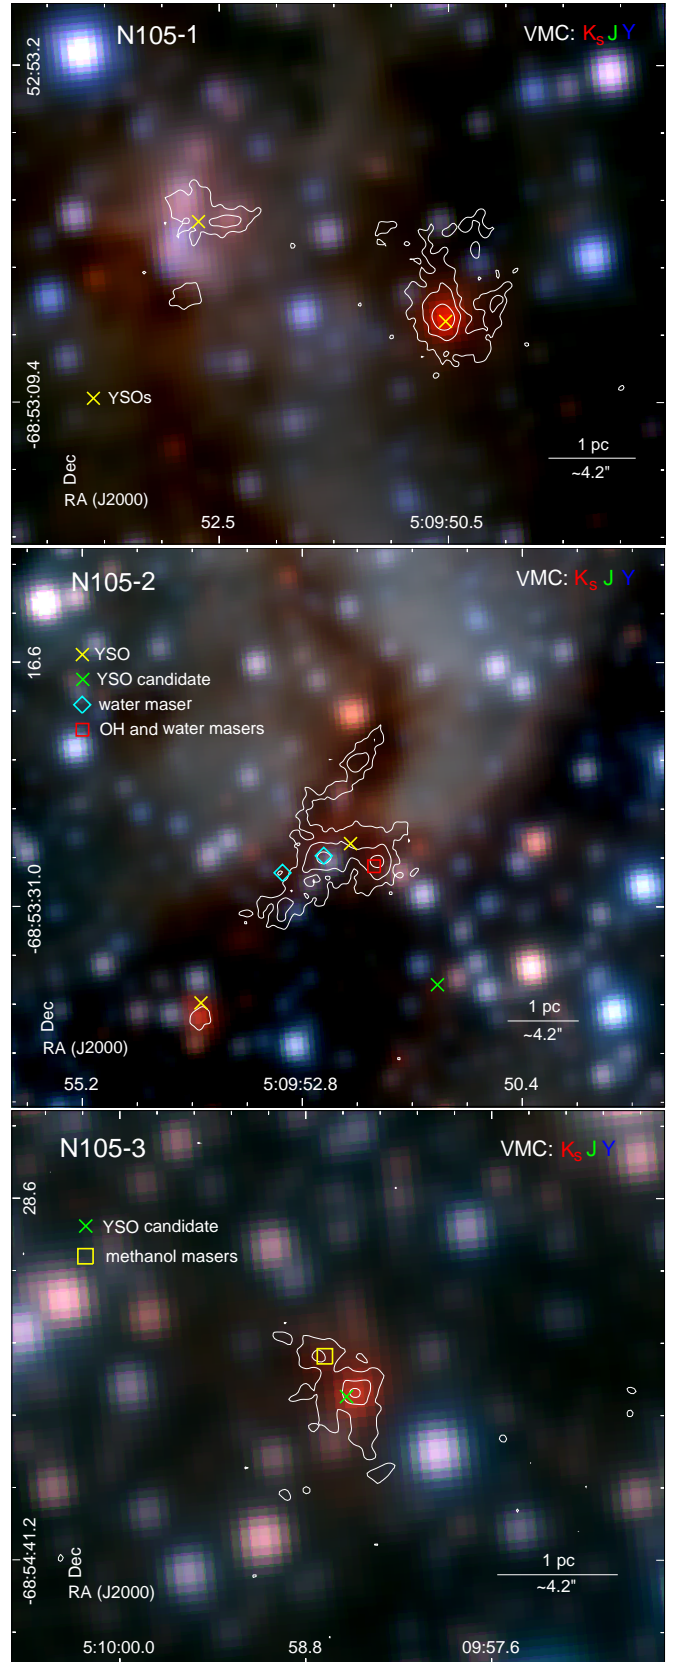 N105-1
VMC: Ks J Y
52:53.2
-68:53:09.4
YSOs
1 pc
~4.2"
Dec
RA (J2000)
52.5
5:09:50.5
N105-2
VMC: Ks J Y
16.6
YSO
YSO candidate
water maser
OH and water masers
-68:53:31.0
1 pc
~4.2"
Dec
RA (J2000)
55.2
5:09:52.8
50.4
N105-3
VMC: Ks J Y
28.6
YSO candidate
methanol masers
-68:54:41.2
1 pc
~4.2"
Dec
RA (J2000)
5:10:00.0
58.8
09:57.6